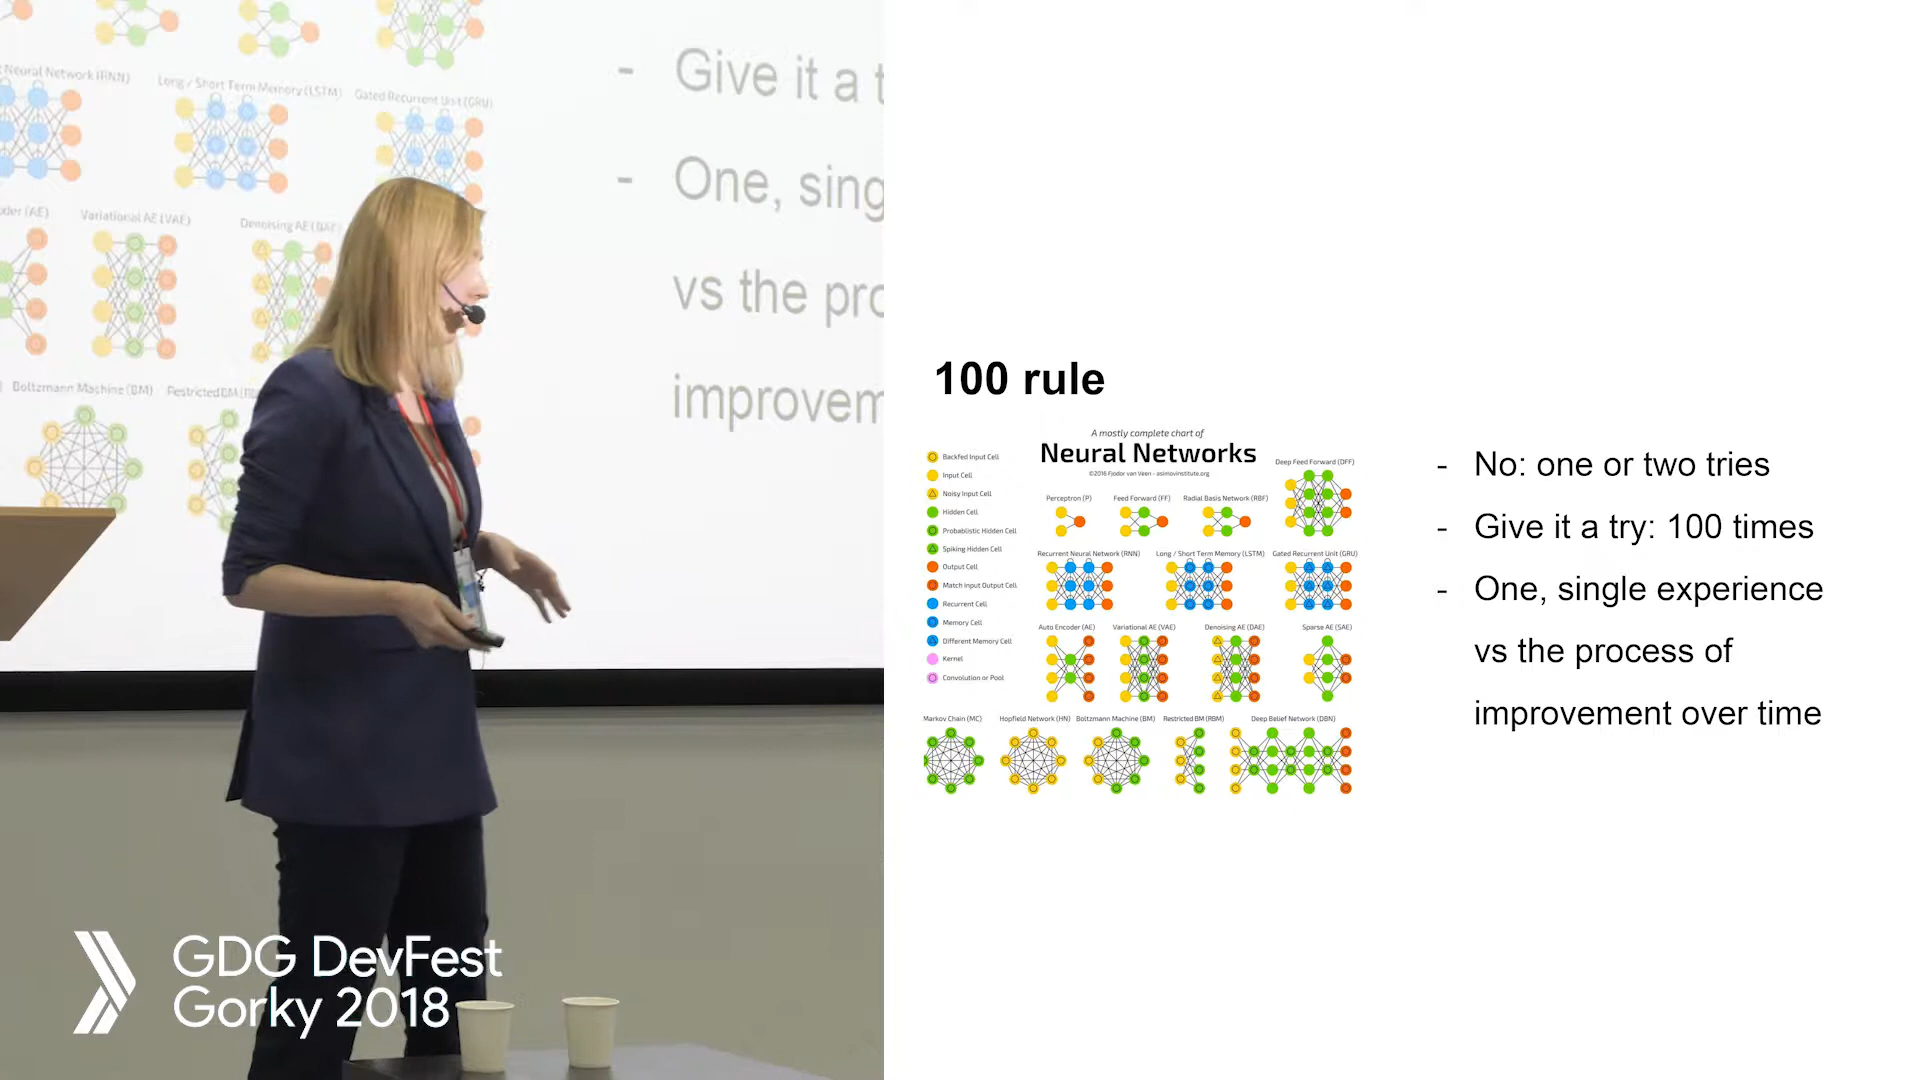 Neural Network (RNN)
Long / Short Term Memory (LSTM)
Gated Recurrent Unit (GRU)
(AE)
Variational AE (VAE)
Denoising AE (DAE)
Boltzmann Machine (BM)
Restricted BM
- Give it a t
- One, sing
vs the pro
improvem
GDG DevFest
Gorky 2018
100 rule
A mostly complete chart of
Neural Networks
©2016 Fjodor van Veen - asimovinstitute.org
Backfed Input Cell
Input Cell
Noisy Input Cell
Hidden Cell
Probablistic Hidden Cell
Spiking Hidden Cell
Output Cell
Match Input Output Cell
Recurrent Cell
Memory Cell
Different Memory Cell
Kernel
Convolution or Pool
Deep Feed Forward (DFF)
Perceptron (P)
Feed Forward (FF)
Radial Basis Network (RBF)
Recurrent Neural Network (RNN)
Long / Short Term Memory (LSTM)
Gated Recurrent Unit (GRU)
Auto Encoder (AE)
Variational AE (VAE)
Denoising AE (DAE)
Sparse AE (SAE)
Markov Chain (MC)
Hopfield Network (HN)
Boltzmann Machine (BM)
Restricted BM (RBM)
Deep Belief Network (DBN)
- No: one or two tries
- Give it a try: 100 times
- One, single experience
vs the process of
improvement over time